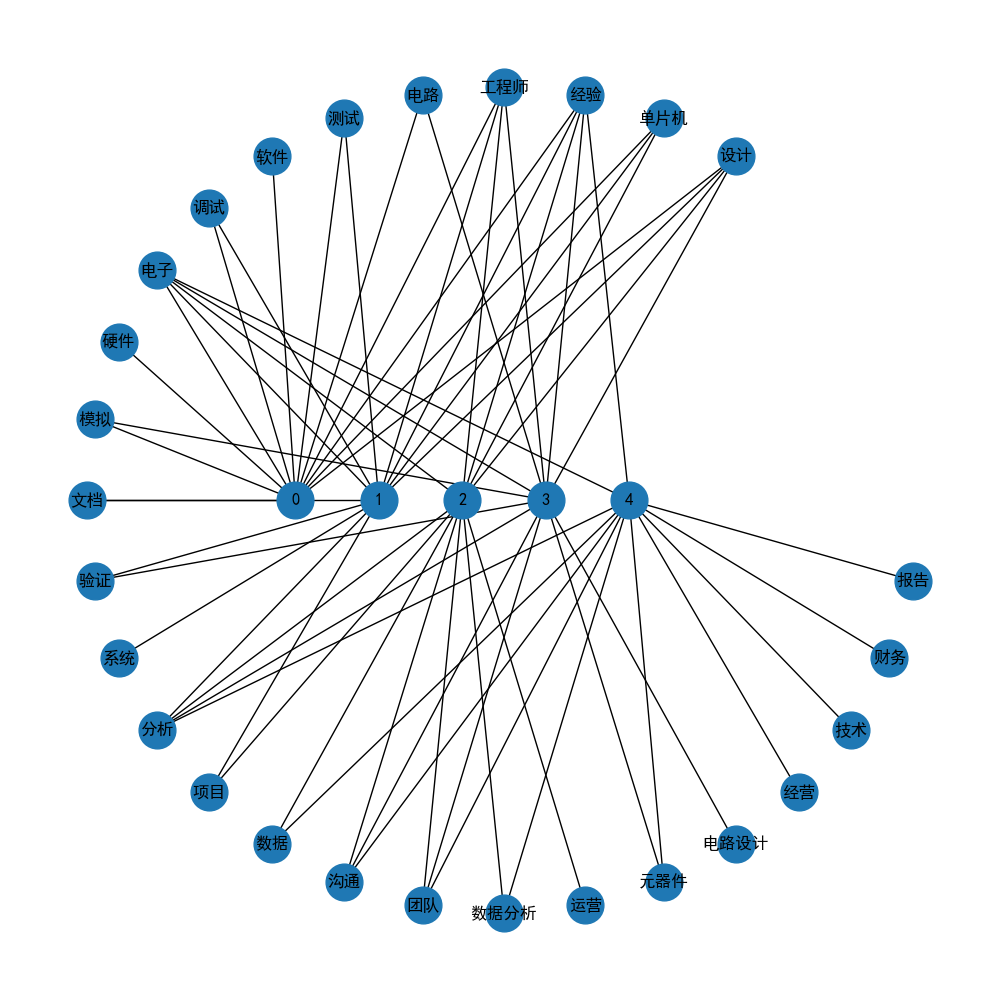 工程师
电路
经验
测试
单片机
软件
设计
调试
电子
硬件
模拟
文档
0
1
2
3
4
验证
报告
系统
财务
分析
技术
项目
经营
数据
电路设计
沟通
元器件
团队
数据分析
运营